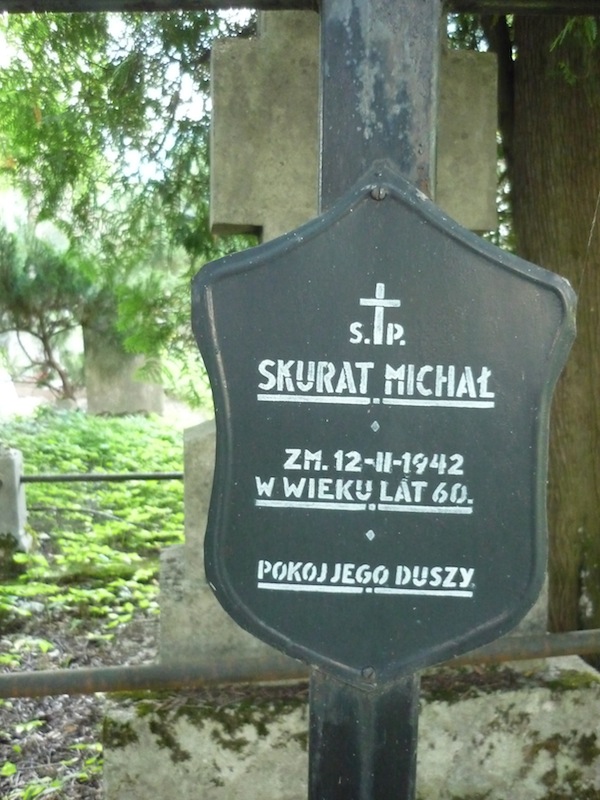 S. P.
SKURAT MICHAŁ
ZM. 12-II-1942
W WIEKU LAT 60.
POKOJ JEGO DUSZY